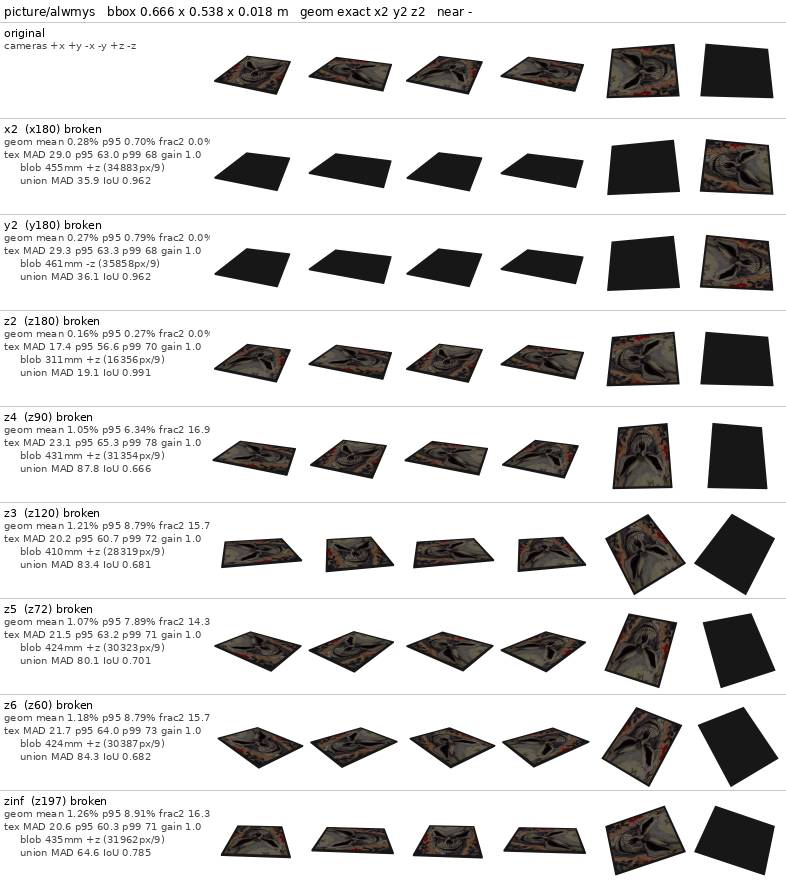 picture/alwmys bbox 0.666 x 0.538 x 0.018 m geom exact x2 y2 z2 near -
original
cameras +x +y -x -y +z -z
x2 (x180) broken
geom mean 0.28% p95 0.70% frac2 0.0%
tex MAD 29.0 p95 63.0 p99 68 gain 1.0
blob 455mm +z (34883px/9)
union MAD 35.9 IoU 0.962
y2 (y180) broken
geom mean 0.27% p95 0.79% frac2 0.0%
tex MAD 29.3 p95 63.3 p99 68 gain 1.0
blob 461mm -z (35858px/9)
union MAD 36.1 IoU 0.962
z2 (z180) broken
geom mean 0.16% p95 0.27% frac2 0.0%
tex MAD 17.4 p95 56.6 p99 70 gain 1.0
blob 311mm +z (16356px/9)
union MAD 19.1 IoU 0.991
z4 (z90) broken
geom mean 1.05% p95 6.34% frac2 16.9
tex MAD 23.1 p95 65.3 p99 78 gain 1.0
blob 431mm +z (31354px/9)
union MAD 87.8 IoU 0.666
z3 (z120) broken
geom mean 1.21% p95 8.79% frac2 15.7
tex MAD 20.2 p95 60.7 p99 72 gain 1.0
blob 410mm +z (28319px/9)
union MAD 83.4 IoU 0.681
z5 (z72) broken
geom mean 1.07% p95 7.89% frac2 14.3
tex MAD 21.5 p95 63.2 p99 71 gain 1.0
blob 424mm +z (30323px/9)
union MAD 80.1 IoU 0.701
z6 (z60) broken
geom mean 1.18% p95 8.79% frac2 15.7
tex MAD 21.7 p95 64.0 p99 73 gain 1.0
blob 424mm +z (30387px/9)
union MAD 84.3 IoU 0.682
zinf (z197) broken
geom mean 1.26% p95 8.91% frac2 16.3
tex MAD 20.6 p95 60.3 p99 71 gain 1.0
blob 435mm +z (31962px/9)
union MAD 64.6 IoU 0.785